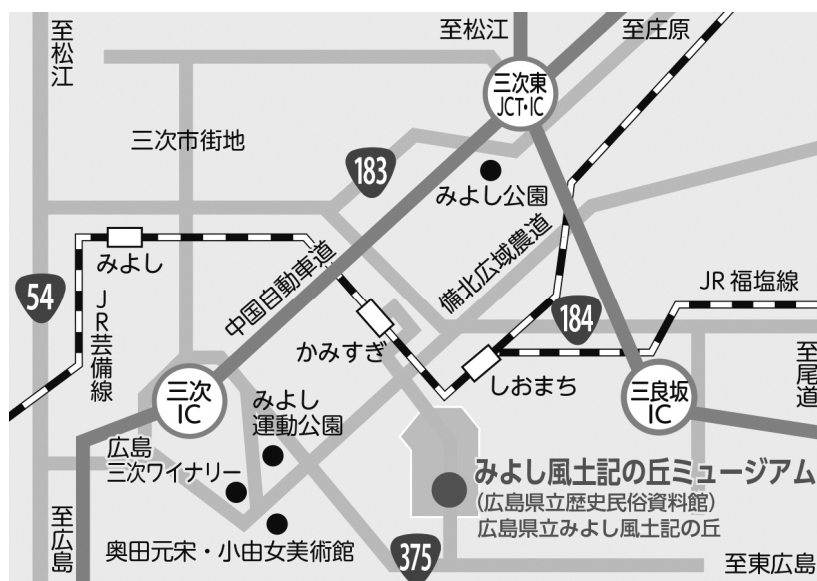 至松江
至松江
至庄原
三次東
JCT・IC
三次市街地
183
みよし公園
みよし
備北広域農道
中国自動車道
54
JR芸備線
JR福塩線
184
かみすぎ
しおまち
至尾道
三次
IC
みよし
運動公園
三良坂
IC
広島
三次ワイナリー
みよし風土記の丘ミュージアム
(広島県立歴史民俗資料館)
広島県立みよし風土記の丘
至広島
奥田元宋・小由女美術館
375
至東広島